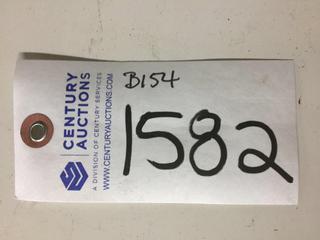 CENTURY
AUCTIONS
A DIVISION OF CENTURY SERVICES
WWW.CENTURYAUCTIONS.COM
B154
1582